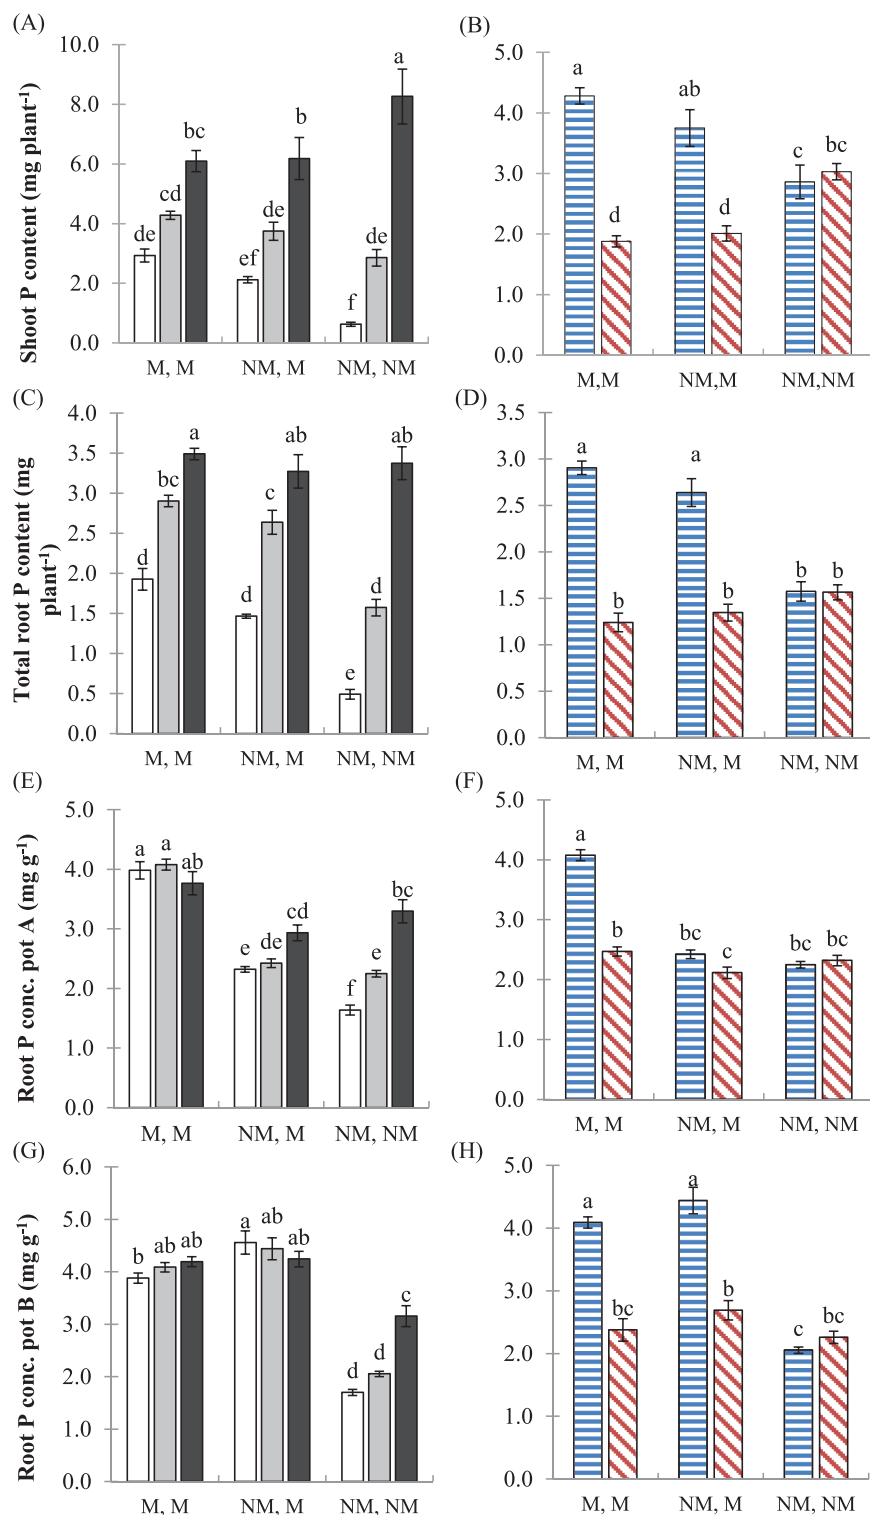 (A)
Shoot P content (mg plant-1)
10.0
8.0
6.0
4.0
2.0
0.0
de cd bc
ef de b
f de a
M, M NM, M NM, NM
(B)
5.0
4.0
3.0
2.0
1.0
0.0
a d
ab d
c bc
M,M NM,M NM,NM
(C)
Total root P content (mg
plant-1)
4.0
3.5
3.0
2.5
2.0
1.5
1.0
0.5
0.0
d bc a
d c ab
e d ab
M, M NM, M NM, NM
(D)
3.5
3.0
2.5
2.0
1.5
1.0
0.5
0.0
a b
a b
b b
M, M NM, M NM, NM
(E)
Root P conc. pot A (mg g-1)
5.0
4.0
3.0
2.0
1.0
0.0
a a ab
e de cd
f e bc
M, M NM, M NM, NM
(F)
5.0
4.0
3.0
2.0
1.0
0.0
a b
bc c
bc bc
M, M NM, M NM, NM
(G)
Root P conc. pot B (mg g-1)
6.0
5.0
4.0
3.0
2.0
1.0
0.0
b ab ab
a ab ab
d d c
M, M NM, M NM, NM
(H)
5.0
4.0
3.0
2.0
1.0
0.0
a bc
a b
c bc
M, M NM, M NM, NM